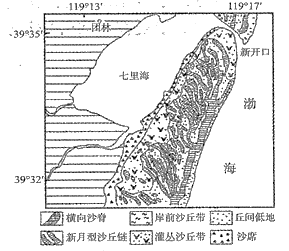 119°13′ 119°17′
39°35′
团林
新开口
七里海
渤
海
39°32′
横向沙脊 岸前沙丘带 丘间低地
新月型沙丘链 灌丛沙丘带 沙席